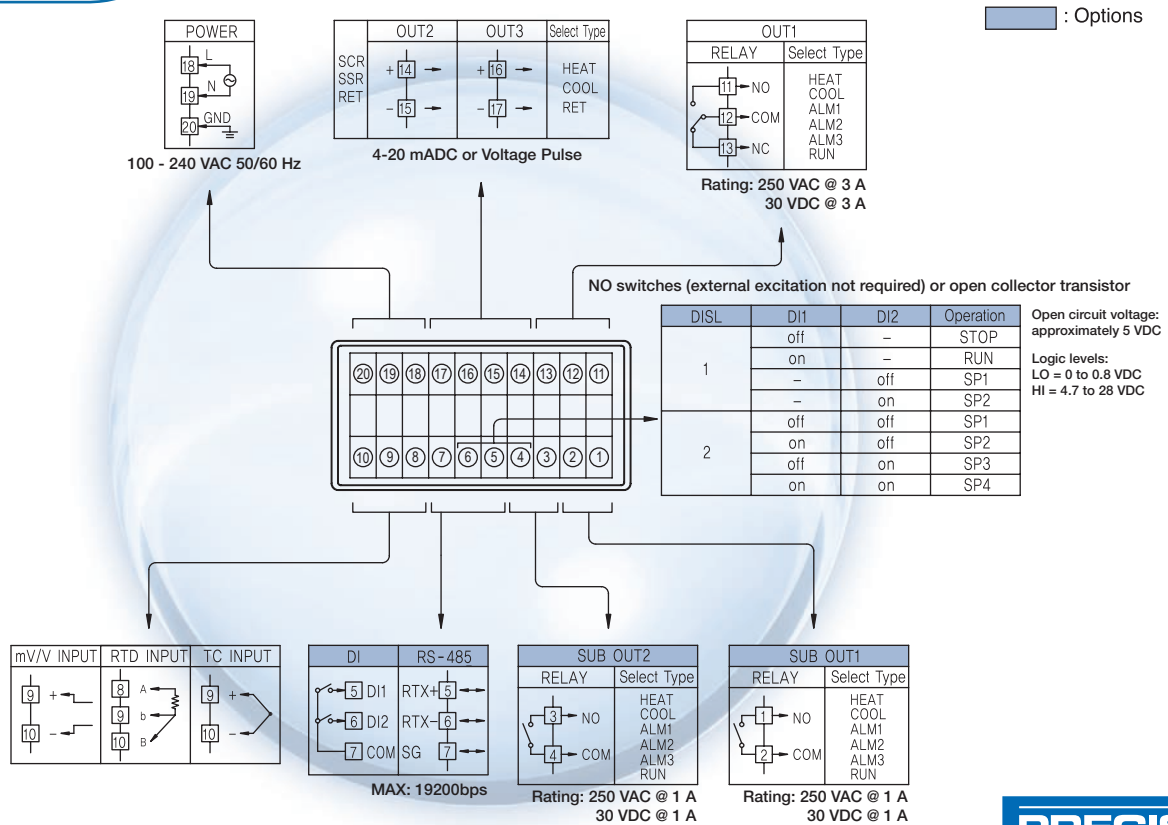 : Options
POWER
18 L
19 N
20 GND
100 - 240 VAC 50/60 Hz
OUT2 OUT3 Select Type
SCR
SSR
RET
+ 14 + 16
- 15 - 17
HEAT
COOL
RET
4-20 mADC or Voltage Pulse
OUT1
RELAY Select Type
11 NO
12 COM
13 NC
HEAT
COOL
ALM1
ALM2
ALM3
RUN
Rating: 250 VAC @ 3 A
30 VDC @ 3 A
NO switches (external excitation not required) or open collector transistor
DISL DI1 DI2 Operation
1 off – STOP
on – RUN
– off SP1
– on SP2
2 off off SP1
on off SP2
off on SP3
on on SP4
Open circuit voltage:
approximately 5 VDC
Logic levels:
LO = 0 to 0.8 VDC
HI = 4.7 to 28 VDC
20 19 18 17 16 15 14 13 12 11
10 9 8 7 6 5 4 3 2 1
mV/V INPUT RTD INPUT TC INPUT
9 + 8 A 9 +
9 b
10 - 10 B 10 -
DI RS-485
5 DI1 RTX+ 5
6 DI2 RTX- 6
7 COM SG 7
MAX: 19200bps
SUB OUT2
RELAY Select Type
3 NO
4 COM
HEAT
COOL
ALM1
ALM2
ALM3
RUN
Rating: 250 VAC @ 1 A
30 VDC @ 1 A
SUB OUT1
RELAY Select Type
1 NO
2 COM
HEAT
COOL
ALM1
ALM2
ALM3
RUN
Rating: 250 VAC @ 1 A
30 VDC @ 1 A